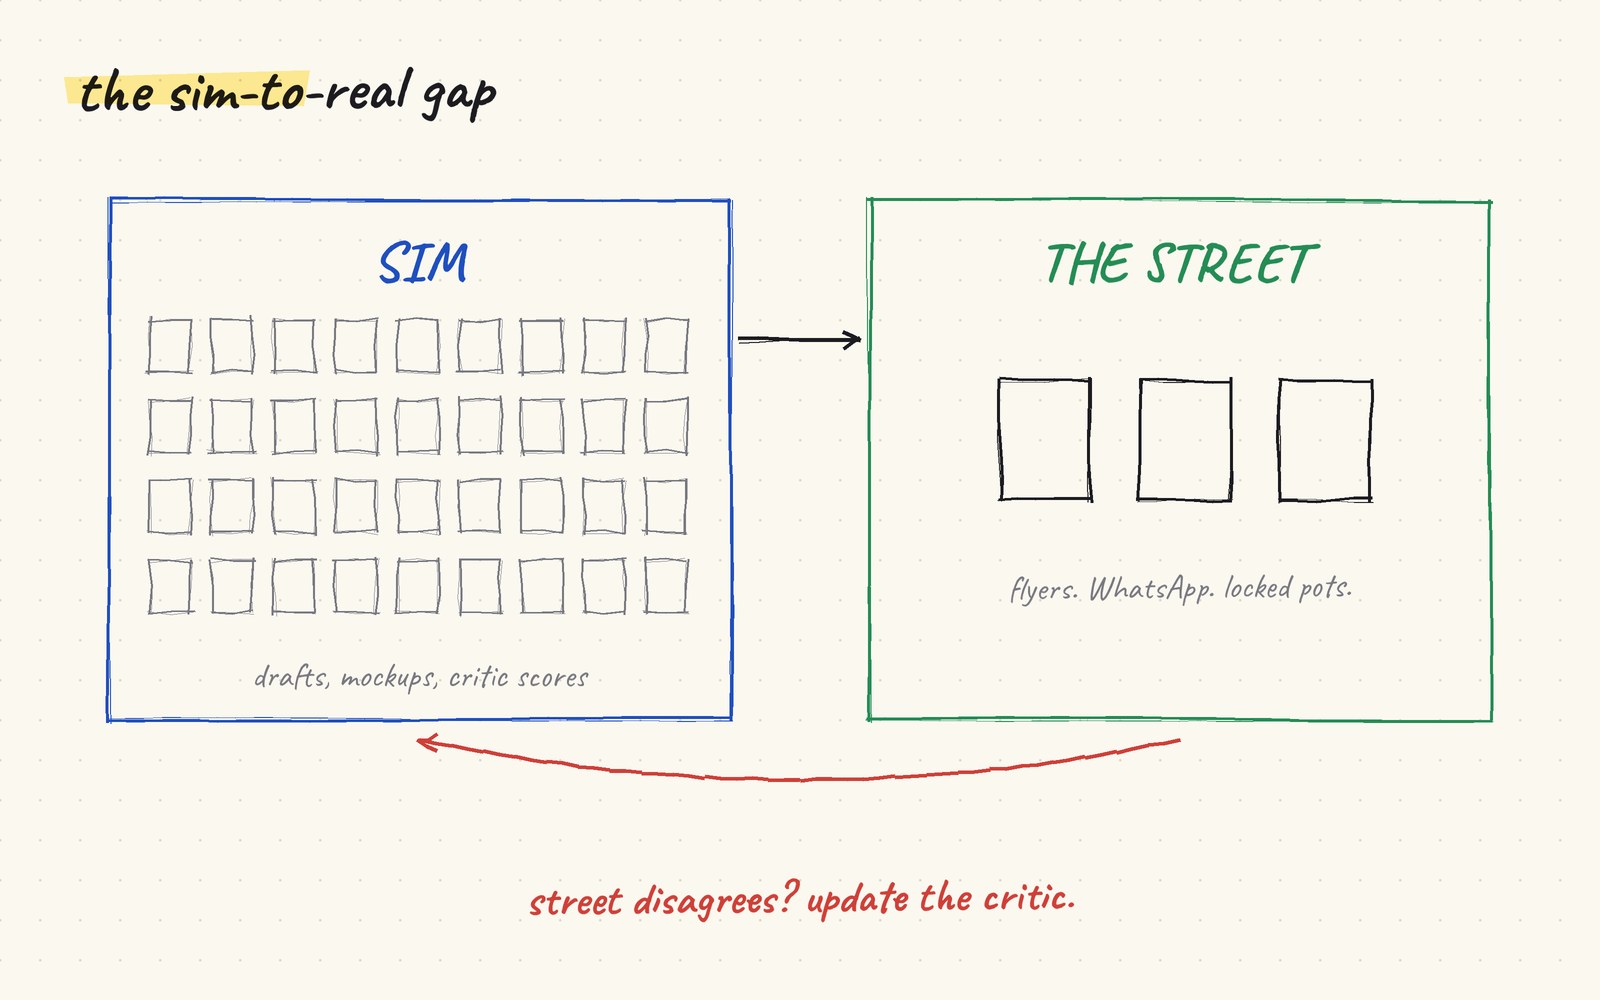 the sim-to-real gap
SIM
THE STREET
flyers. WhatsApp. locked pots.
drafts, mockups, critic scores
street disagrees? update the critic.